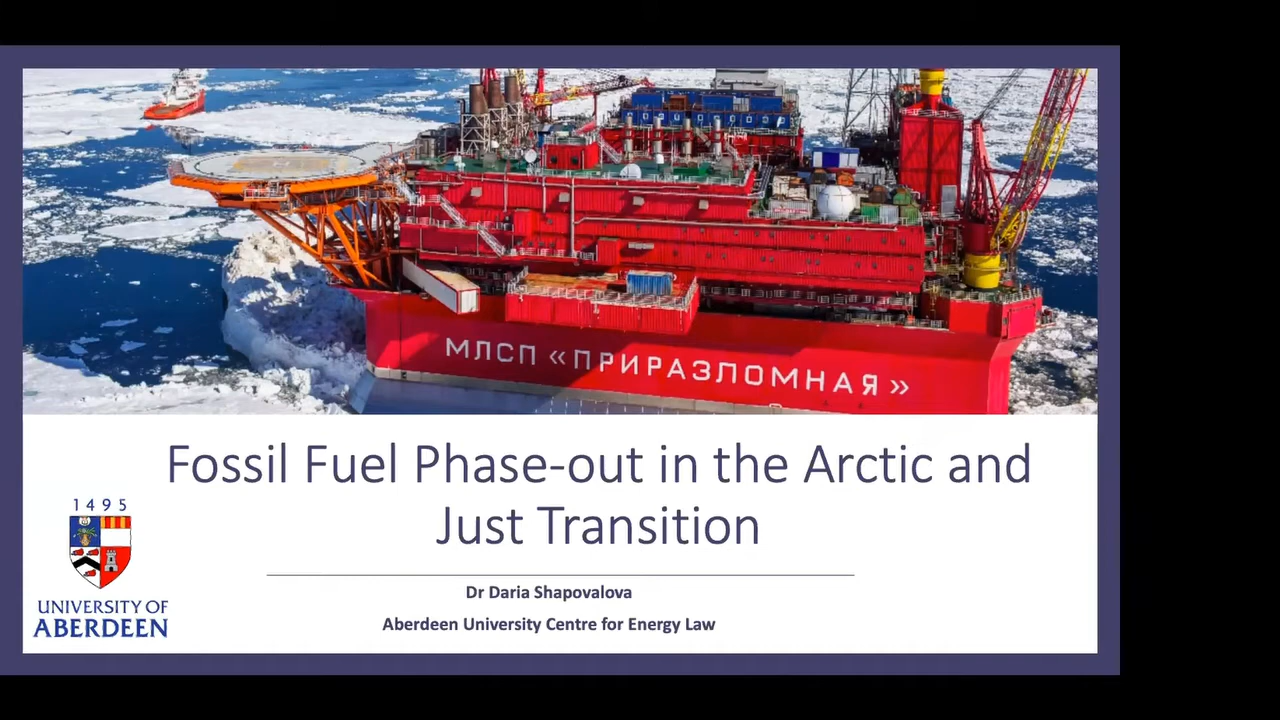 МЛСП «ПРИРАЗЛОМНАЯ»
Fossil Fuel Phase-out in the Arctic and
Just Transition
1495
UNIVERSITY OF
ABERDEEN
Dr Daria Shapovalova
Aberdeen University Centre for Energy Law